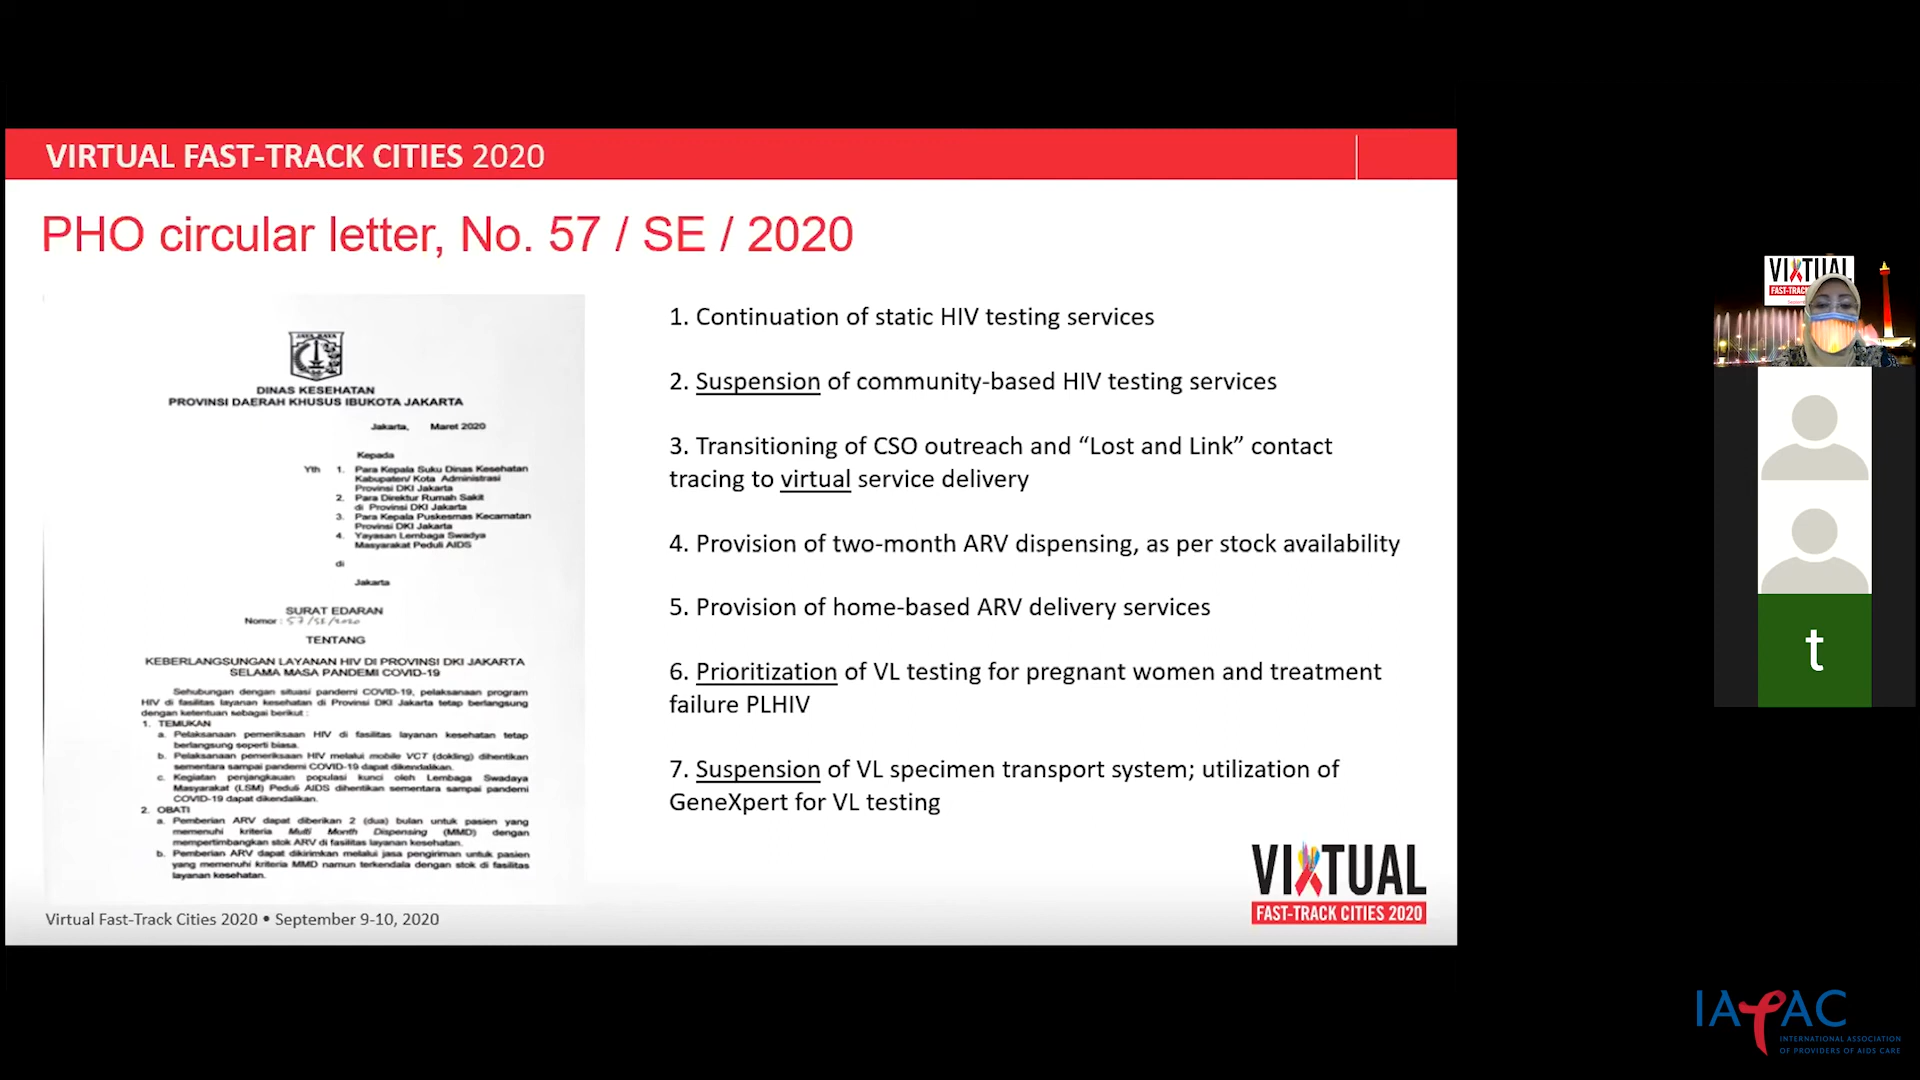 VIRTUAL FAST-TRACK CITIES 2020
PHO circular letter, No. 57 / SE / 2020
JAYA RAYA
DINAS KESEHATAN
PROVINSI DAERAH KHUSUS IBUKOTA JAKARTA
Jakarta, Maret 2020
Kepada
Yth 1. Para Kepala Suku Dinas Kesehatan
Kabupaten/ Kota Administrasi
Provinsi DKI Jakarta
2. Para Direktur Rumah Sakit
di Provinsi DKI Jakarta
3. Para Kepala Puskesmas Kecamatan
Provinsi DKI Jakarta
4. Yayasan Lembaga Swadya
Masyarakat Peduli AIDS
di
Jakarta
SURAT EDARAN
Nomor : 57/SE/2020
TENTANG
KEBERLANGSUNGAN LAYANAN HIV DI PROVINSI DKI JAKARTA
SELAMA MASA PANDEMI COVID-19
Sehubungan dengan situasi pandemi COVID-19, pelaksanaan program
HIV di fasilitas layanan kesehatan di Provinsi DKI Jakarta tetap berlangsung
dengan ketentuan sebagai berikut :
1. TEMUKAN
a. Pelaksanaan pemeriksaan HIV di fasilitas layanan kesehatan tetap
berlangsung seperti biasa.
b. Pelaksanaan pemeriksaan HIV melalui mobile VCT (dokling) dihentikan
sementara sampai pandemi COVID-19 dapat dikendalikan.
c. Kegiatan penjangkauan populasi kunci oleh Lembaga Swadaya
Masyarakat (LSM) Peduli AIDS dihentikan sementara sampai pandemi
COVID-19 dapat dikendalikan.
2. OBATI
a. Pemberian ARV dapat diberikan 2 (dua) bulan untuk pasien yang
memenuhi kriteria Multi Month Dispensing (MMD) dengan
mempertimbangkan stok ARV di fasilitas layanan kesehatan.
b. Pemberian ARV dapat dikirimkan melalui jasa pengiriman untuk pasien
yang memenuhi kriteria MMD namun terkendala dengan stok di fasilitas
layanan kesehatan.
1. Continuation of static HIV testing services
2. Suspension of community-based HIV testing services
3. Transitioning of CSO outreach and “Lost and Link” contact
tracing to virtual service delivery
4. Provision of two-month ARV dispensing, as per stock availability
5. Provision of home-based ARV delivery services
6. Prioritization of VL testing for pregnant women and treatment
failure PLHIV
7. Suspension of VL specimen transport system; utilization of
GeneXpert for VL testing
Virtual Fast-Track Cities 2020 • September 9-10, 2020
VIRTUAL
FAST-TRACK CITIES 2020
VIRTUAL
t
IAPAC
INTERNATIONAL ASSOCIATION
OF PROVIDERS OF AIDS CARE